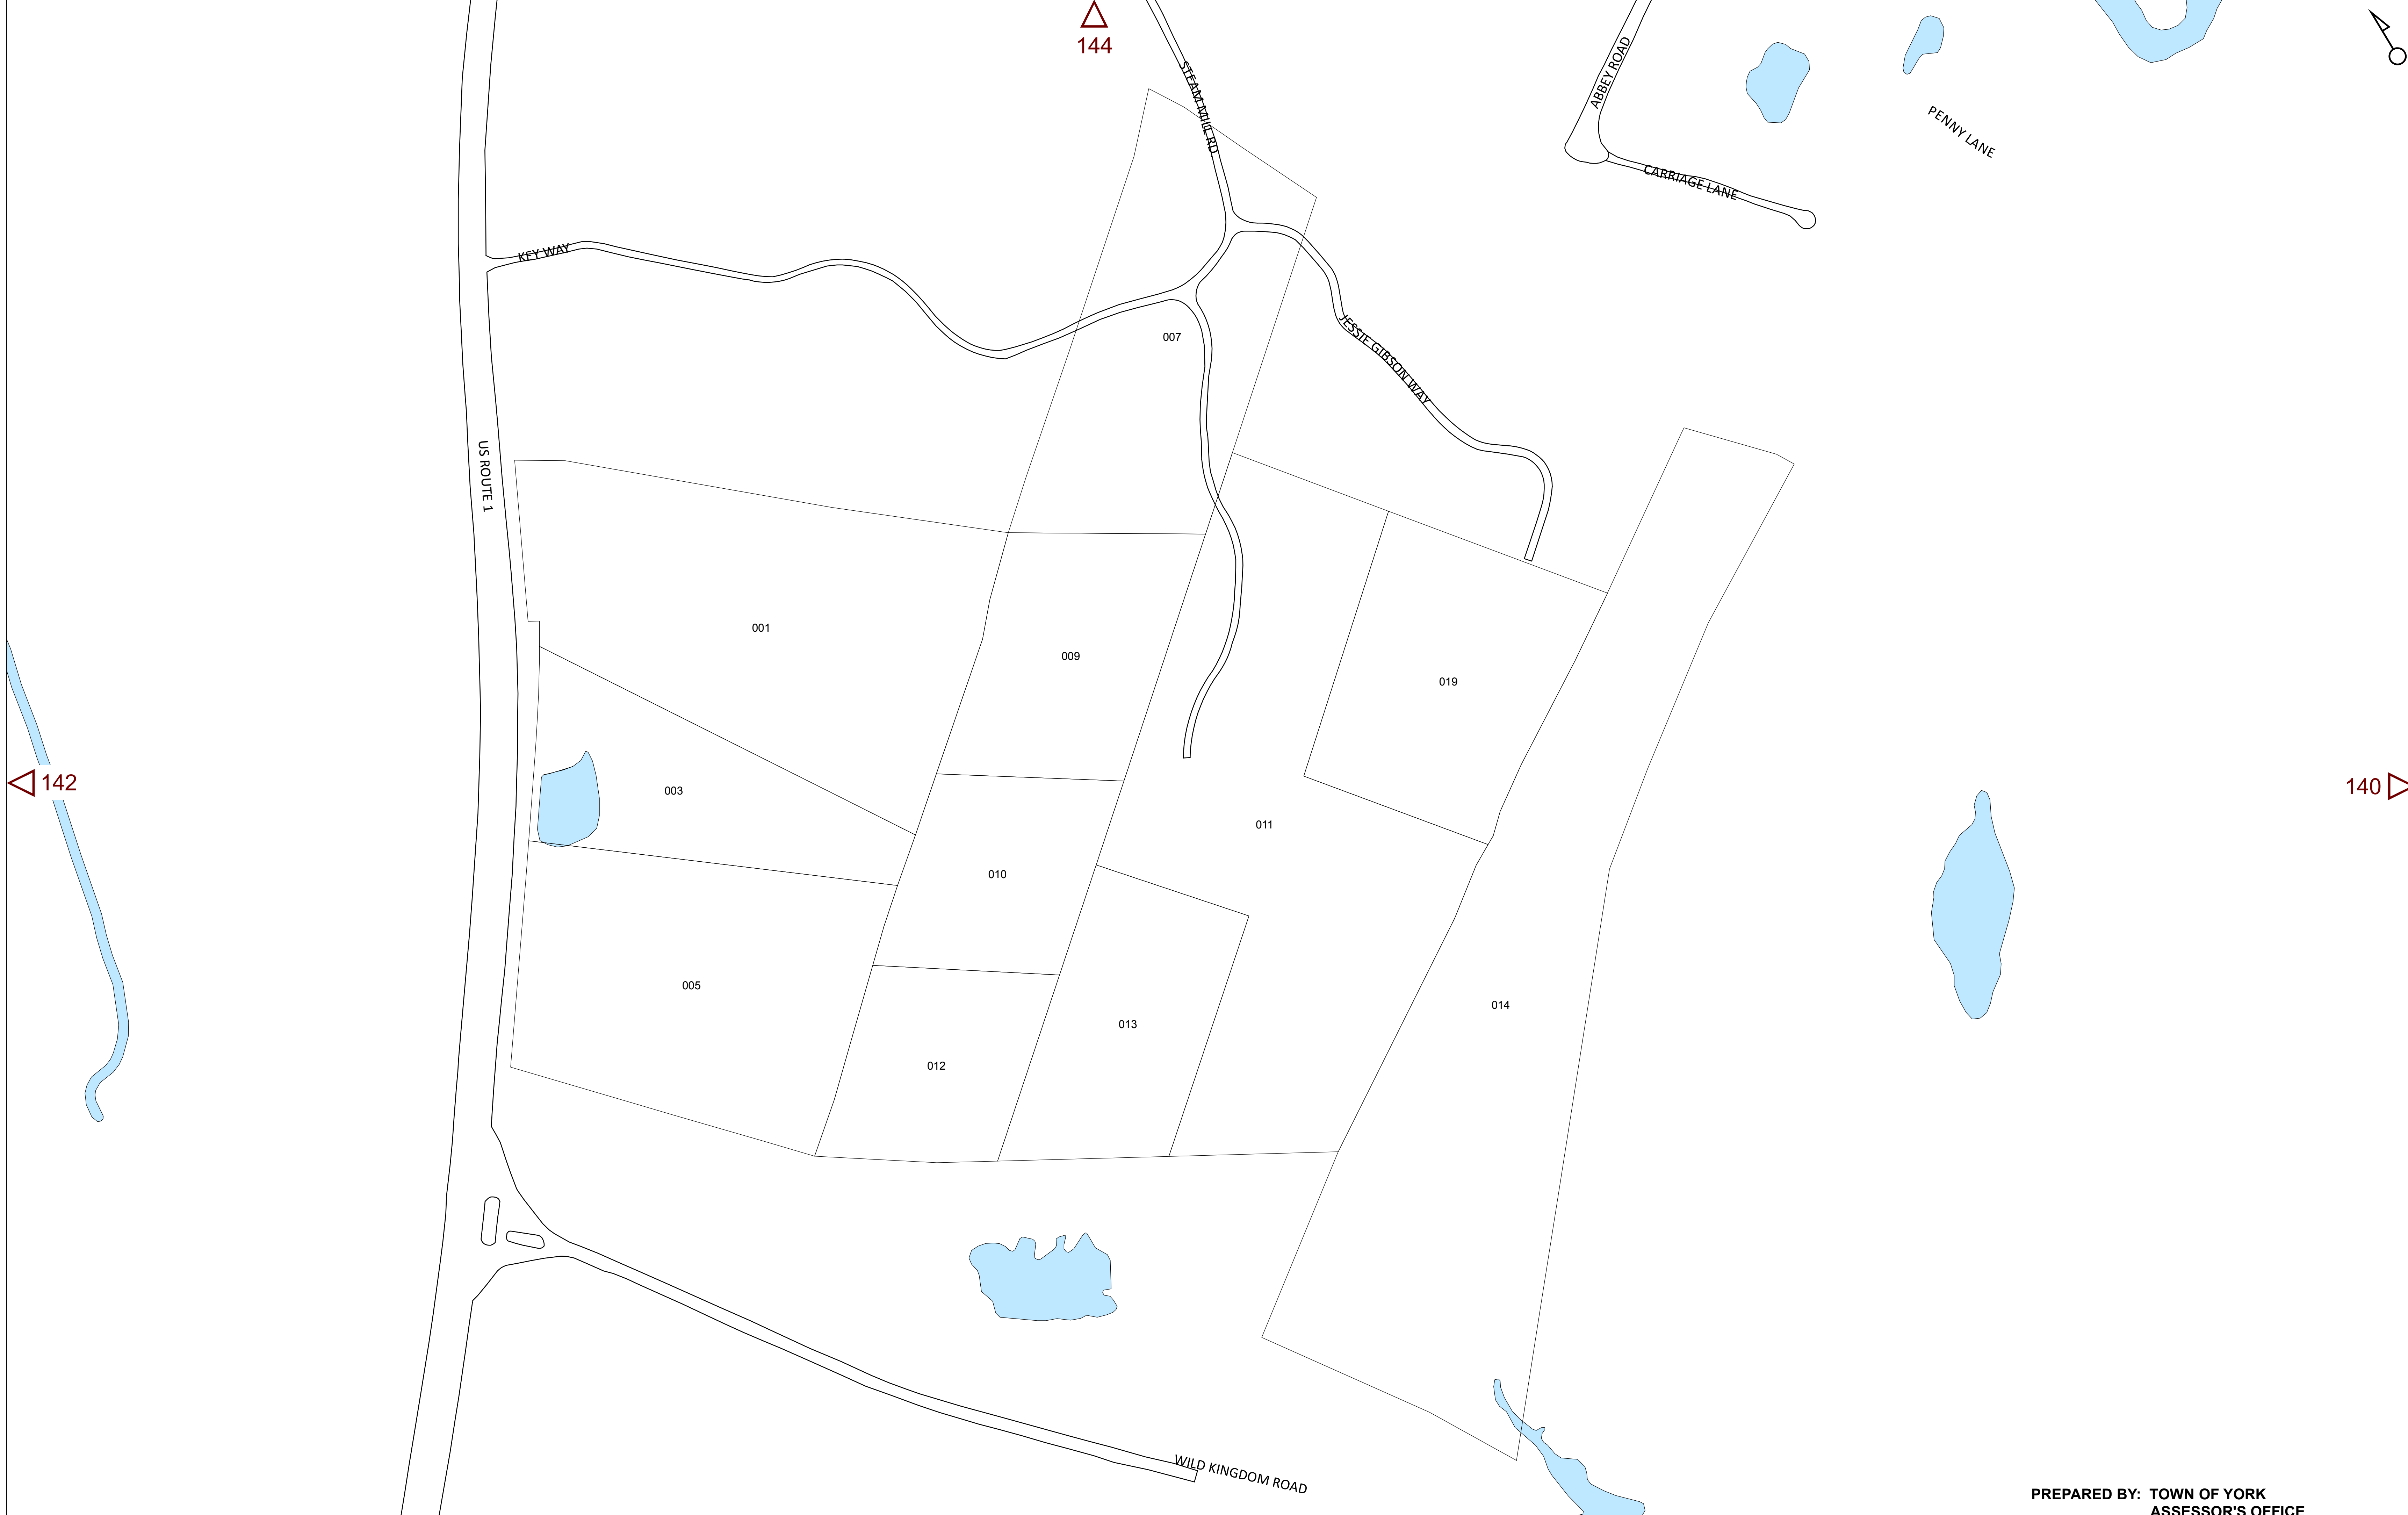 144
STEAM MILL RD.
ABBEY ROAD
PENNY LANE
CARRIAGE LANE
KEY WAY
007
JESSIE GIBSON WAY
US ROUTE 1
001
009
019
142
003
140
011
010
005
014
013
012
WILD KINGDOM ROAD
PREPARED BY: TOWN OF YORK
ASSESSOR'S OFFICE